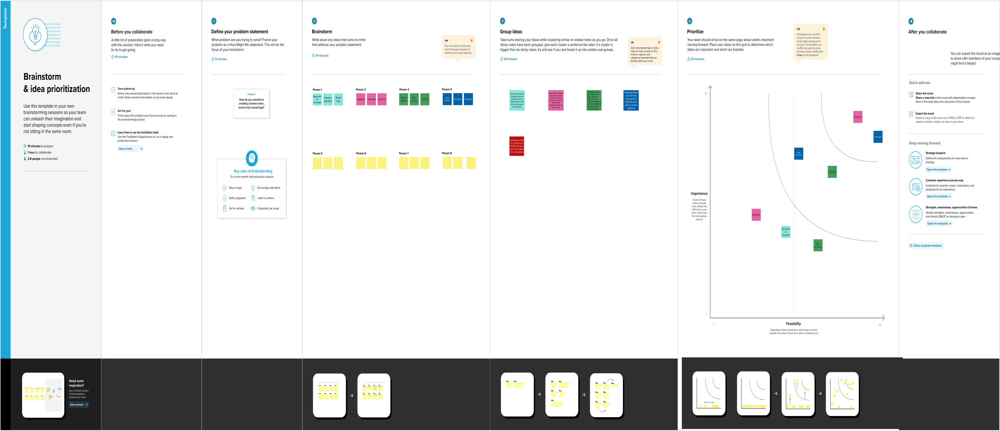 Template
Brainstorm
& idea prioritization
Use this template in your own
brainstorming sessions so your team
can unleash their imagination and
start shaping concepts even if you're
not sitting in the same room.
10 minutes to prepare
1 hour to collaborate
2-8 people recommended
Need some
inspiration?
See a finished version
of this template to
kickstart your work.
Open example
Before you collaborate
A little bit of preparation goes a long way
with this session. Here's what you need
to do to get going.
10 minutes
A
Team gathering
Define who should participate in the session and send an
invite. Share relevant information or pre-work ahead.
B
Set the goal
Think about the problem you'll be focusing on solving in
the brainstorming session.
C
Learn how to use the facilitation tools
Use the Facilitation Superpowers to run a happy and
productive session.
Open article
1
Define your problem statement
What problem are you trying to solve? Frame your
problem as a How Might We statement. This will be the
focus of your brainstorm.
5 minutes
PROBLEM
How do you wanted to
creating a brand name,
brand mail, brand logo?
Key rules of brainstorming
To run an smooth and productive session
Stay in topic.
Encourage wild ideas.
Defer judgment.
Listen to others.
Go for volume.
If possible, be visual.
2
Brainstorm
Write down any ideas that come to mind
that address your problem statement.
10 minutes
TIP
You can select a sticky note
and hit the pencil [switch to
sketch] icon to start drawing!
Person 1
Keywords
&
Concepts
Domain
selection
Brand
Icon
Person 2
simplicity
Versatility
Uniqueness
Person 3
Tutorial
videos
Before &
After
Transformation
Person 4
Email
provider
Typography
Availability
Person 5
Person 6
Person 7
Person 8
3
Group ideas
Take turns sharing your ideas while clustering similar or related notes as you go. Once all
sticky notes have been grouped, give each cluster a sentence-like label. If a cluster is
bigger than six sticky notes, try and see if you and break it up into smaller sub-groups.
20 minutes
TIP
Add customizable tags to sticky
notes to make it easier to find,
browse, organize, and
categorize important ideas as
themes within your mural.
Simplicity: Keep the
design clean and
straightforward. A
simple logo is often
more memorable
and versatile.
Color Palette: Choose
colors that resonate
with your brand's
identity. Consider the
emotions and
associations different
colors evoke.
Typography: If your
logo includes text,
select a font that
aligns with your
brand's personality. It
should be legible and
complementary to
the overall design.
Versatility: Make
sure the logo
looks good in
different sizes
and on various
platforms
Uniqueness: Aim
for a distinctive
design that sets
your brand apart
from competitors.
4
Prioritize
Your team should all be on the same page about what's important
moving forward. Place your ideas on this grid to determine which
ideas are important and which are feasible.
20 minutes
TIP
Participants can use their
cursors to point at where
sticky notes should go on
the grid. The facilitator can
confirm the spot by using
the laser pointer holding the
H key on the keyboard.
+
Uniqueness
Availability
Email
provider
Importance
If each of these
tasks could get
done without any
difficulty or cost,
which would have
the most positive
impact?
simplicity
Keywords
&
Concepts
Before &
After
Transformation
-
-
Feasibility
+
Regardless of their importance, which tasks are more
feasible than others? (Cost, time, effort, complexity, etc.)
After you collaborate
You can export the mural as an image
to share with members of your compa
might find it helpful.
Quick add-ons
A
Share the mural
Share a view link to the mural with stakeholders to keep
them in the loop about the outcomes of the session.
B
Export the mural
Export a copy of the mural as a PNG or PDF to attach to
emails, include in slides, or save in your drive.
Keep moving forward
Strategy blueprint
Define the components of a new idea or
strategy.
Open the template
Customer experience journey map
Understand customer needs, motivations, and
obstacles for an experience.
Open the template
Strengths, weaknesses, opportunities & threats
Identify strengths, weaknesses, opportunities,
and threats (SWOT) to develop a plan.
Open the template
Share template feedback